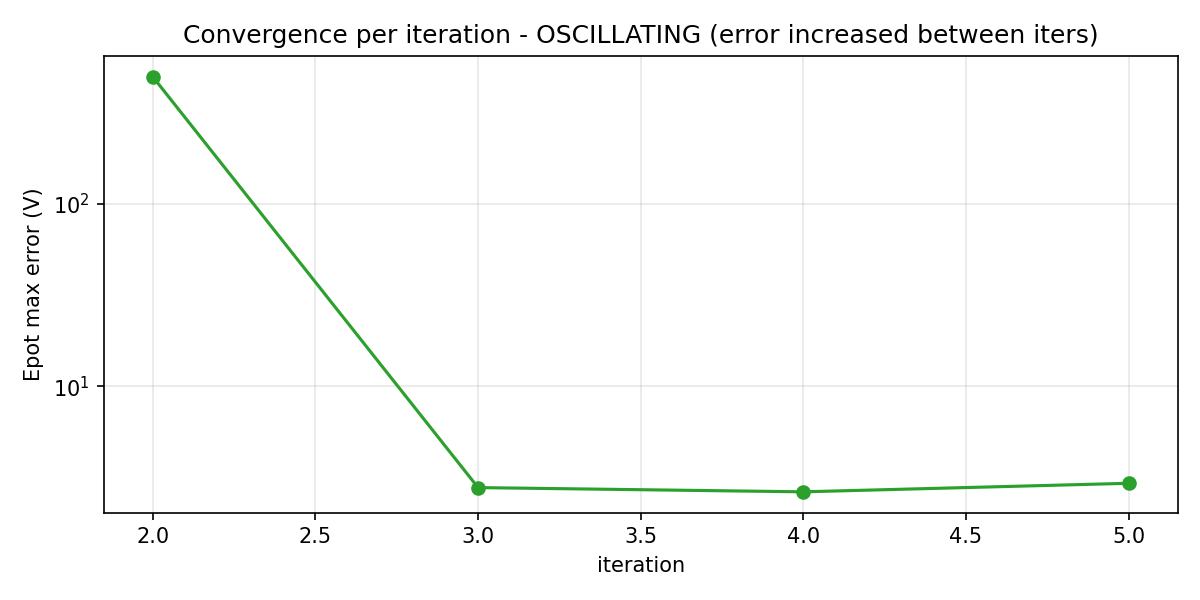 Convergence per iteration - OSCILLATING (error increased between iters)
Epot max error (V)
10²
10¹
2.0 2.5 3.0 3.5 4.0 4.5 5.0
iteration